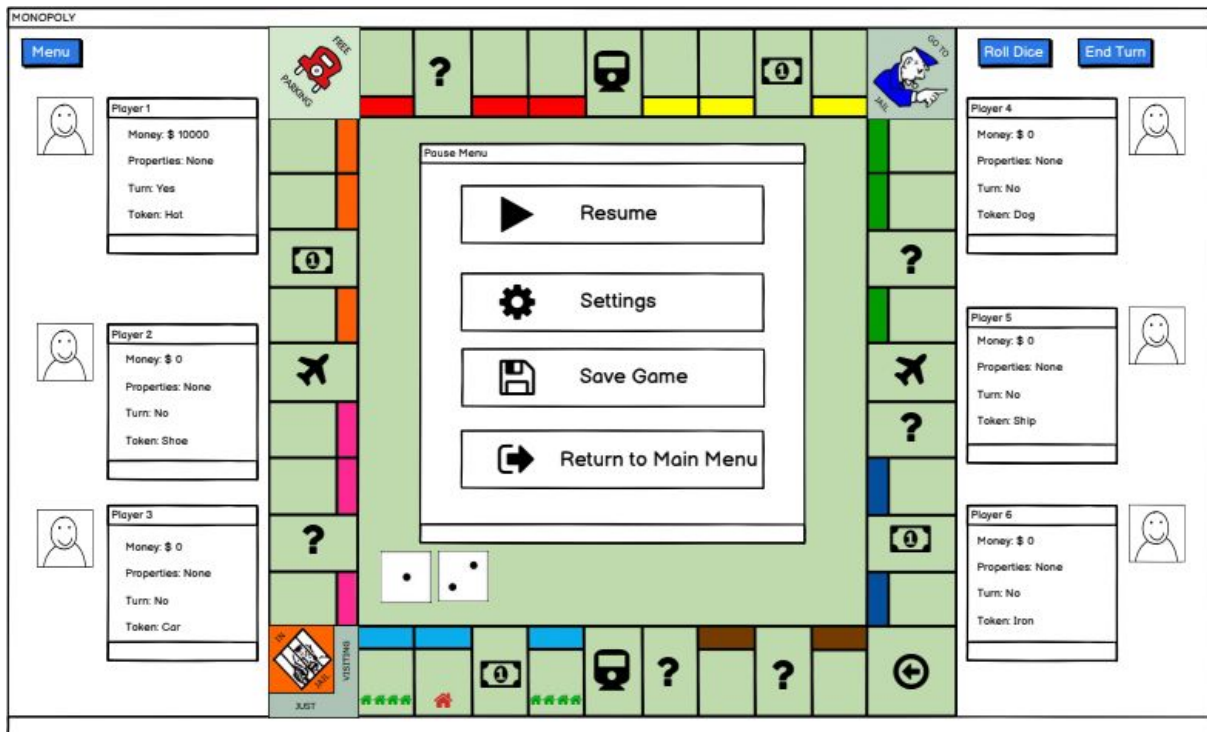 MONOPOLY
Menu
Roll Dice
End Turn
FREE
PARKING
GO TO
JAIL
Player 1
Money: $ 10000
Properties: None
Turn: Yes
Token: Hat
Player 2
Money: $ 0
Properties: None
Turn: No
Token: Shoe
Player 3
Money: $ 0
Properties: None
Turn: No
Token: Car
Pause Menu
Resume
Settings
Save Game
Return to Main Menu
Player 4
Money: $ 0
Properties: None
Turn: No
Token: Dog
Player 5
Money: $ 0
Properties: None
Turn: No
Token: Ship
Player 6
Money: $ 0
Properties: None
Turn: No
Token: Iron
?
?
?
?
?
?
?
1
1
1
1
IN
JAIL
JUST
VISITING